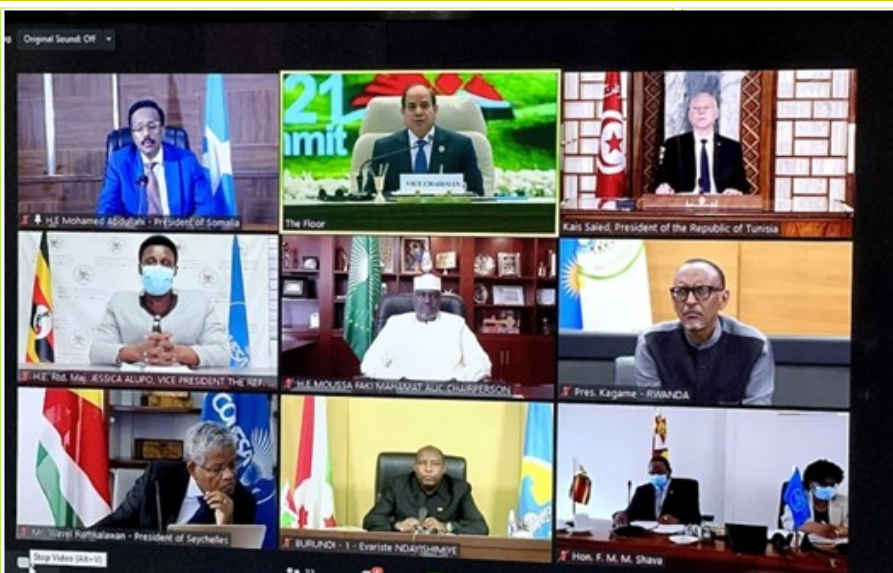 Original Sound: Off
21
mmit
VICE CHAIRMAN
H.E Mohamed Abdullahi - President of Somalia
The Floor
Kais Saied, President of the Republic of Tunisia
H.E. Rtd. Maj. JESSICA ALUPO, VICE PRESIDENT THE REP
H.E MOUSSA FAKI MAHAMAT AUC CHAIRPERSON
Pres. Kagame - RWANDA
COMESA
Mr. Wavel Ramkalawan - President of Seychelles
BURUNDI - 1 - Evariste NDAYISHIMIYE
Hon. F. M. M. Shava
Stop Video (Alt+V)